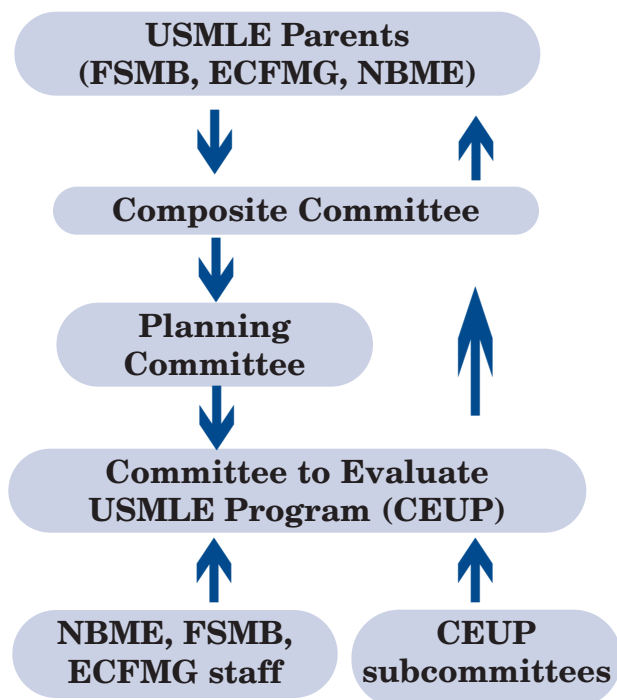 USMLE Parents
(FSMB, ECFMG, NBME)
Composite Committee
Planning
Committee
Committee to Evaluate
USMLE Program (CEUP)
NBME, FSMB,
ECFMG staff
CEUP
subcommittees